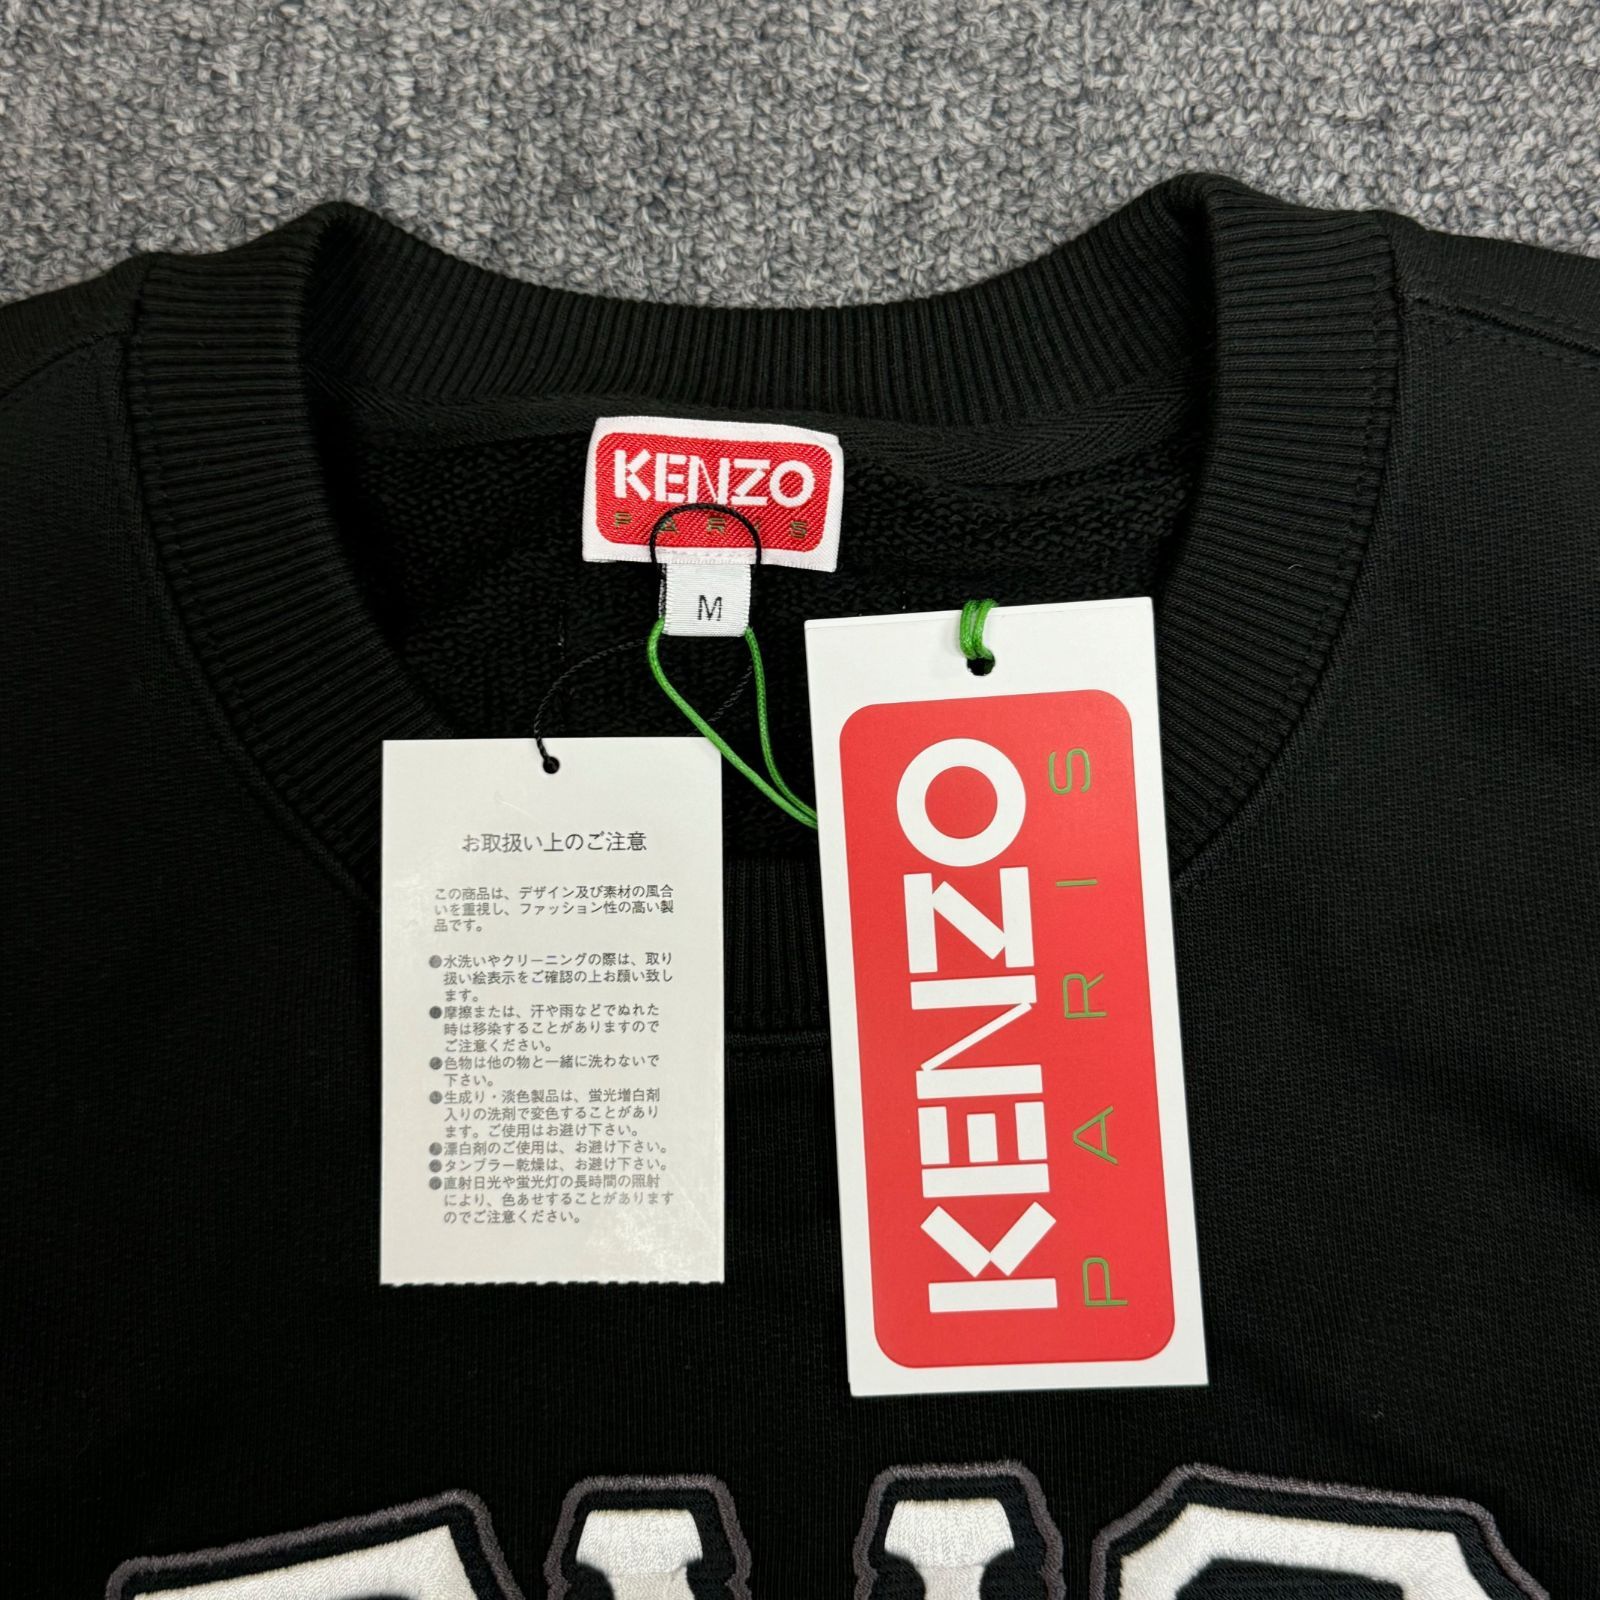 KENZO
PARIS
M
お取扱い上のご注意
この商品は、デザイン及び素材の風合
いを重視し、ファッション性の高い製
品です。
●水洗いやクリーニングの際は、取り
扱い絵表示をご確認の上お願い致し
ます。
●摩擦または、汗や雨などでぬれた
時は移染することがありますので
ご注意ください。
●色物は他の物と一緒に洗わないで
下さい。
●生成り・淡色製品は、蛍光増白剤
入りの洗剤で変色することがあり
ます。ご使用はお避け下さい。
●漂白剤のご使用は、お避け下さい。
●タンブラー乾燥は、お避け下さい。
●直射日光や蛍光灯の長時間の照射
により、色あせすることがあります
のでご注意ください。
KENZO
PARIS